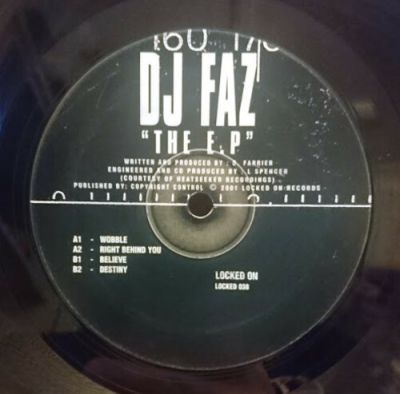 DJ FAZ
"THE E.P"
WRITTEN AND PRODUCED BY : D. FARRIER
ENGINEERED AND CO PRODUCED BY : L SPENCER
(COURTESY OF HEATSEEKER RECORDINGS)
PUBLISHED BY: COPYRIGHT CONTROL © 2001 LOCKED ON RECORDS
A1 - WOBBLE
A2 - RIGHT BEHIND YOU
B1 - BELIEVE
B2 - DESTINY
LOCKED ON
LOCKED 038